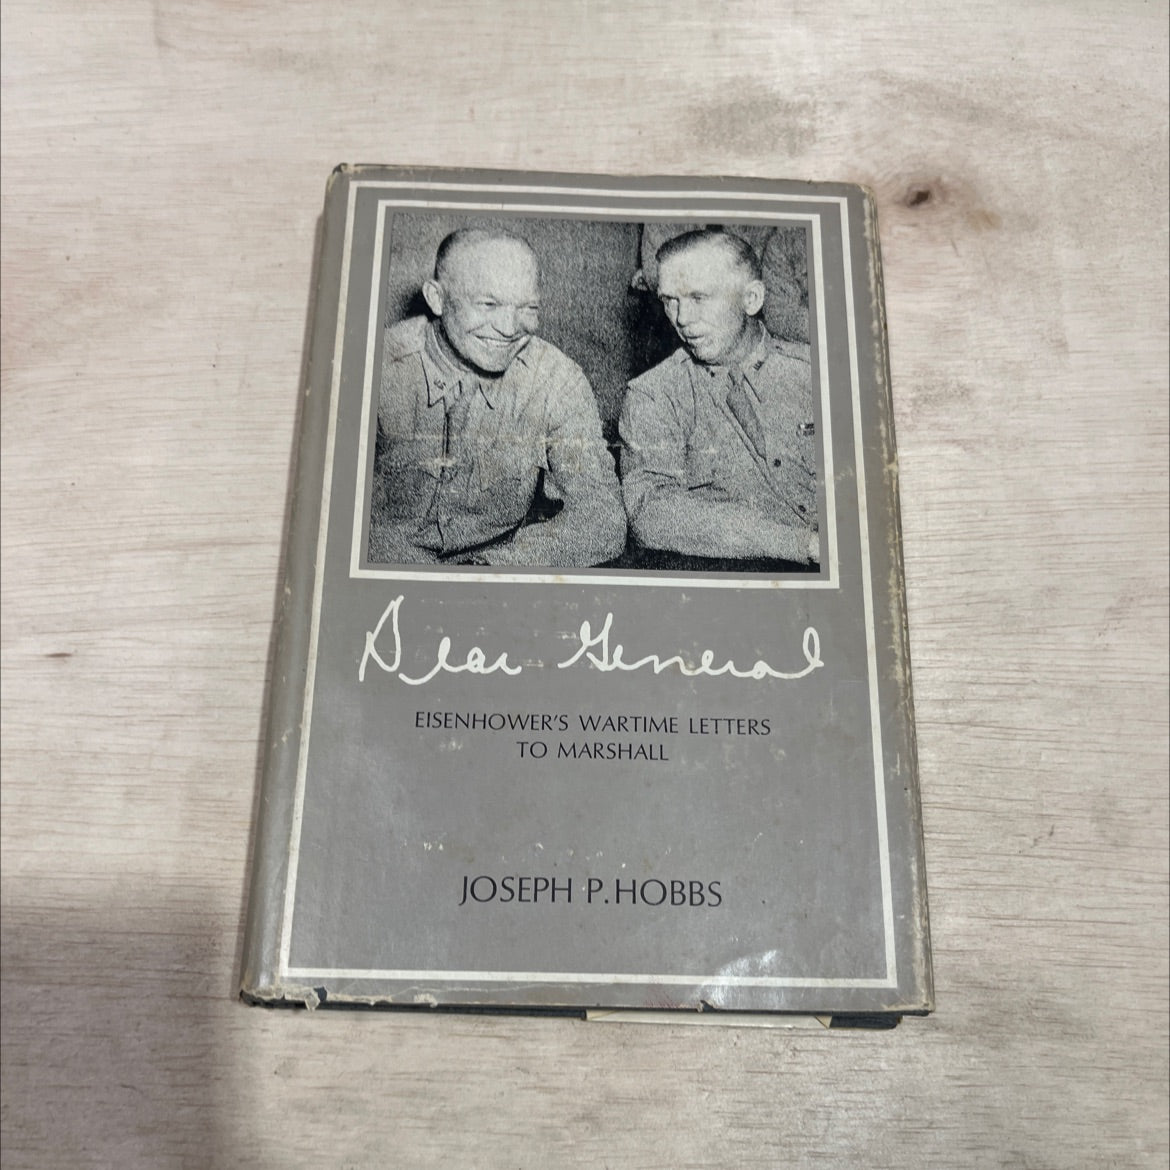 Dear General
EISENHOWER'S WARTIME LETTERS
TO MARSHALL
JOSEPH P. HOBBS